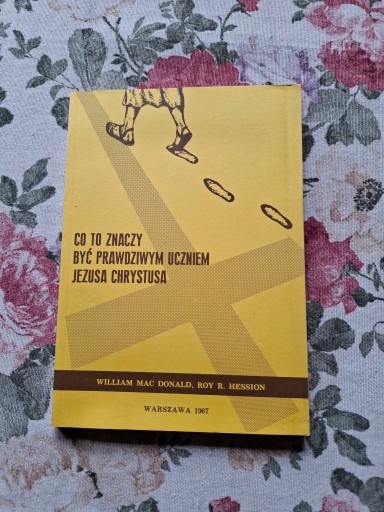 CO TO ZNACZY
BYĆ PRAWDZIWYM UCZNIEM
JEZUSA CHRYSTUSA
WILLIAM MAC DONALD, ROY R. HESSION
WARSZAWA 1967